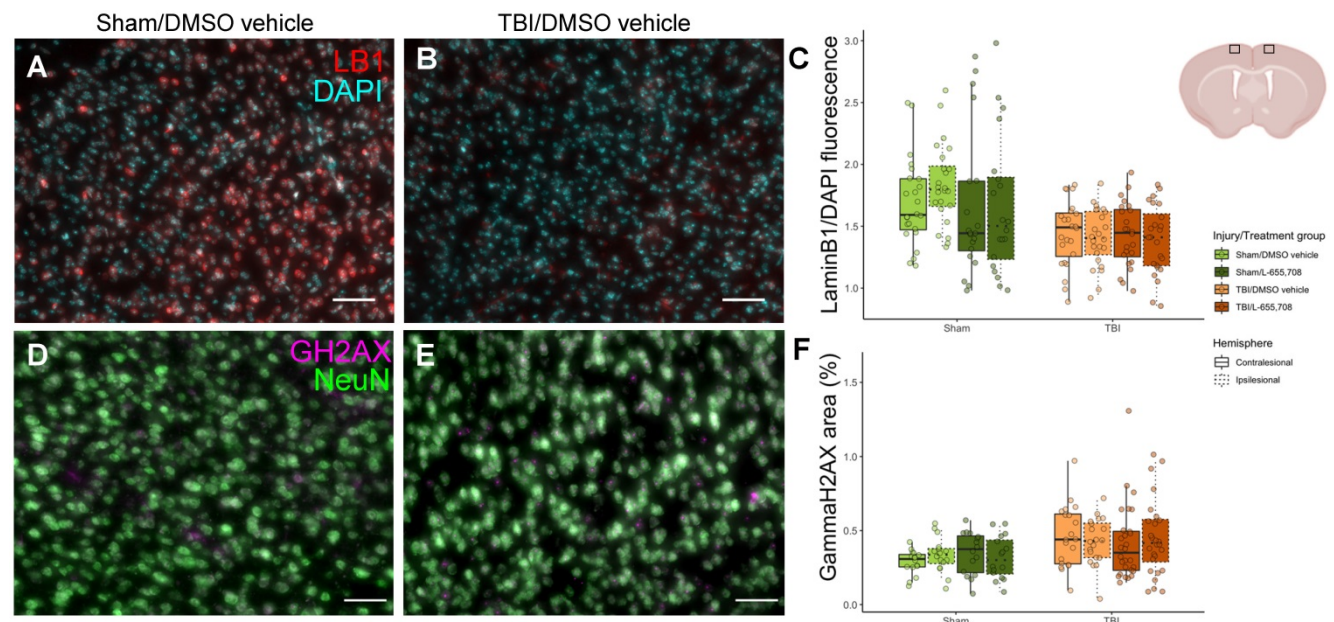 Sham/DMSO vehicle
TBI/DMSO vehicle
A
LB1
DAPI
B
C
LaminB1/DAPI fluorescence
3.0
2.5
2.0
1.5
1.0
Sham
TBI
Injury/Treatment group
Sham/DMSO vehicle
Sham/L-655,708
TBI/DMSO vehicle
TBI/L-655,708
Hemisphere
Contralesional
Ipsilesional
D
GH2AX
NeuN
E
F
GammaH2AX area (%)
1.5
1.0
0.5
0.0
Sham
TBI